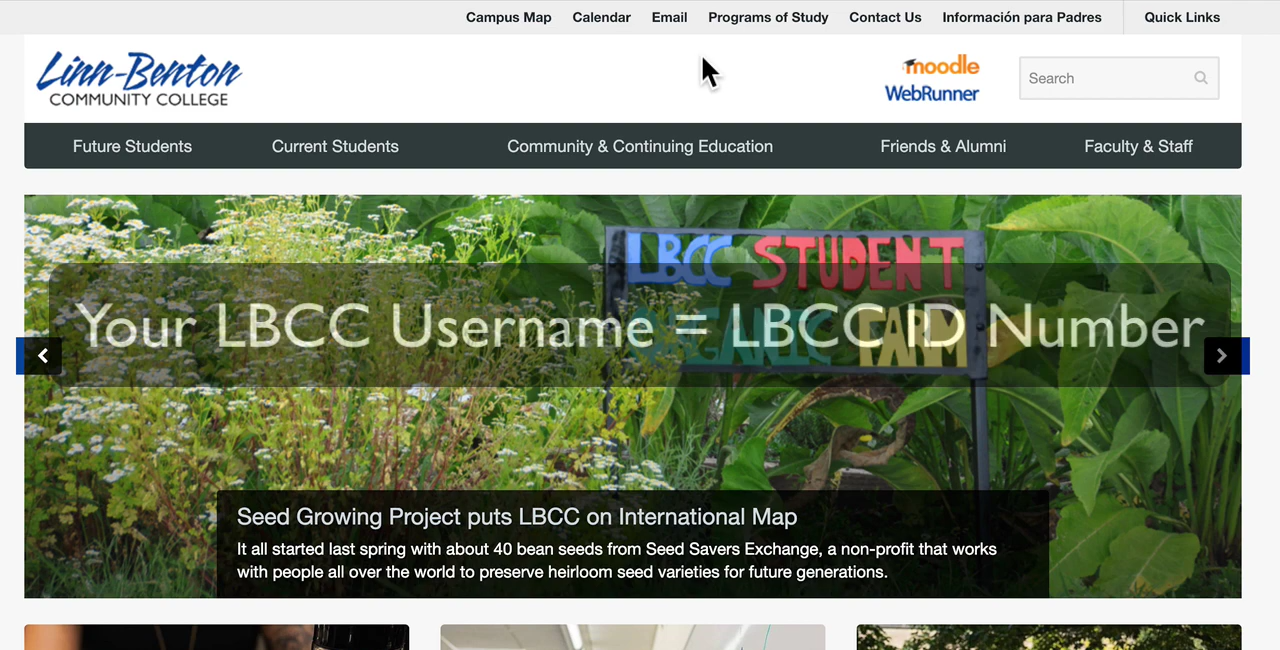 Campus Map Calendar Email Programs of Study Contact Us Información para Padres Quick Links
Linn-Benton
COMMUNITY COLLEGE
moodle
WebRunner
Search
Future Students Current Students Community & Continuing Education Friends & Alumni Faculty & Staff
LBCC STUDENT
ORGANIC FARM
Your LBCC Username = LBCC ID Number
Seed Growing Project puts LBCC on International Map
It all started last spring with about 40 bean seeds from Seed Savers Exchange, a non-profit that works
with people all over the world to preserve heirloom seed varieties for future generations.